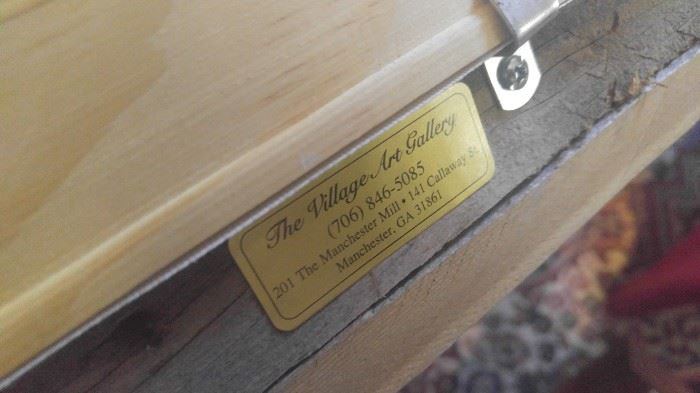 The Village Art Gallery
(706) 846-5085
201 The Manchester Mill • 141 Callaway St
Manchester, GA 31861